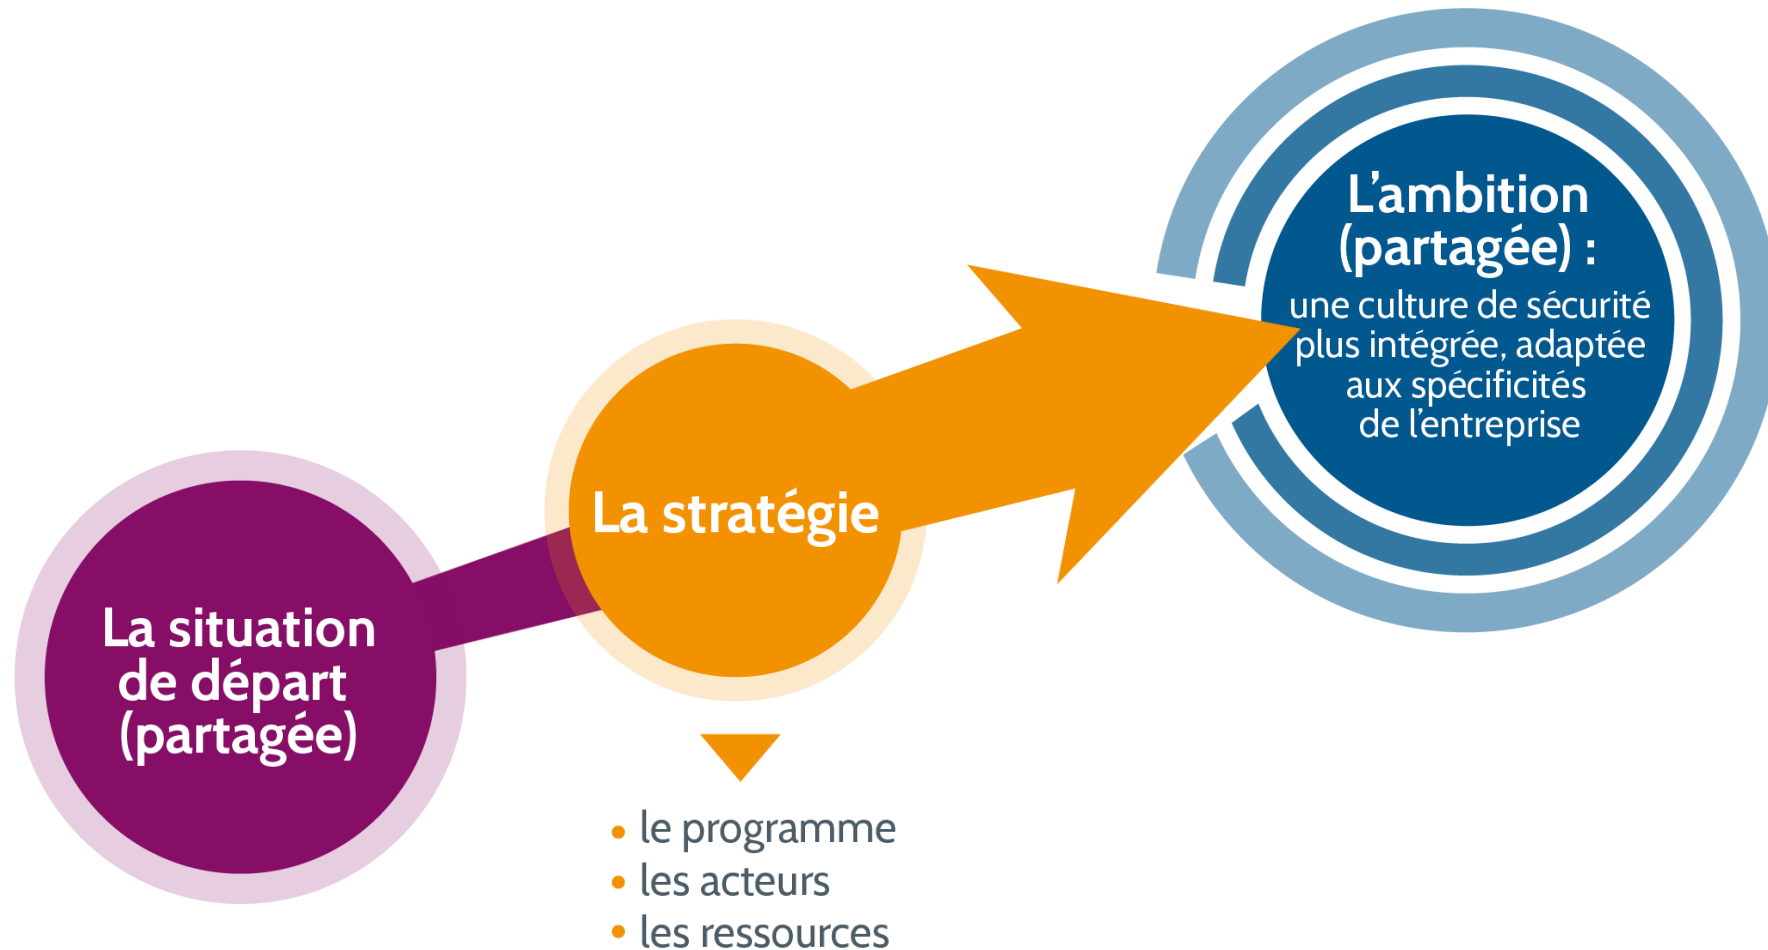 L’ambition
(partagée) :
une culture de sécurité
plus intégrée, adaptée
aux spécificités
de l’entreprise
La stratégie
La situation
de départ
(partagée)
• le programme
• les acteurs
• les ressources